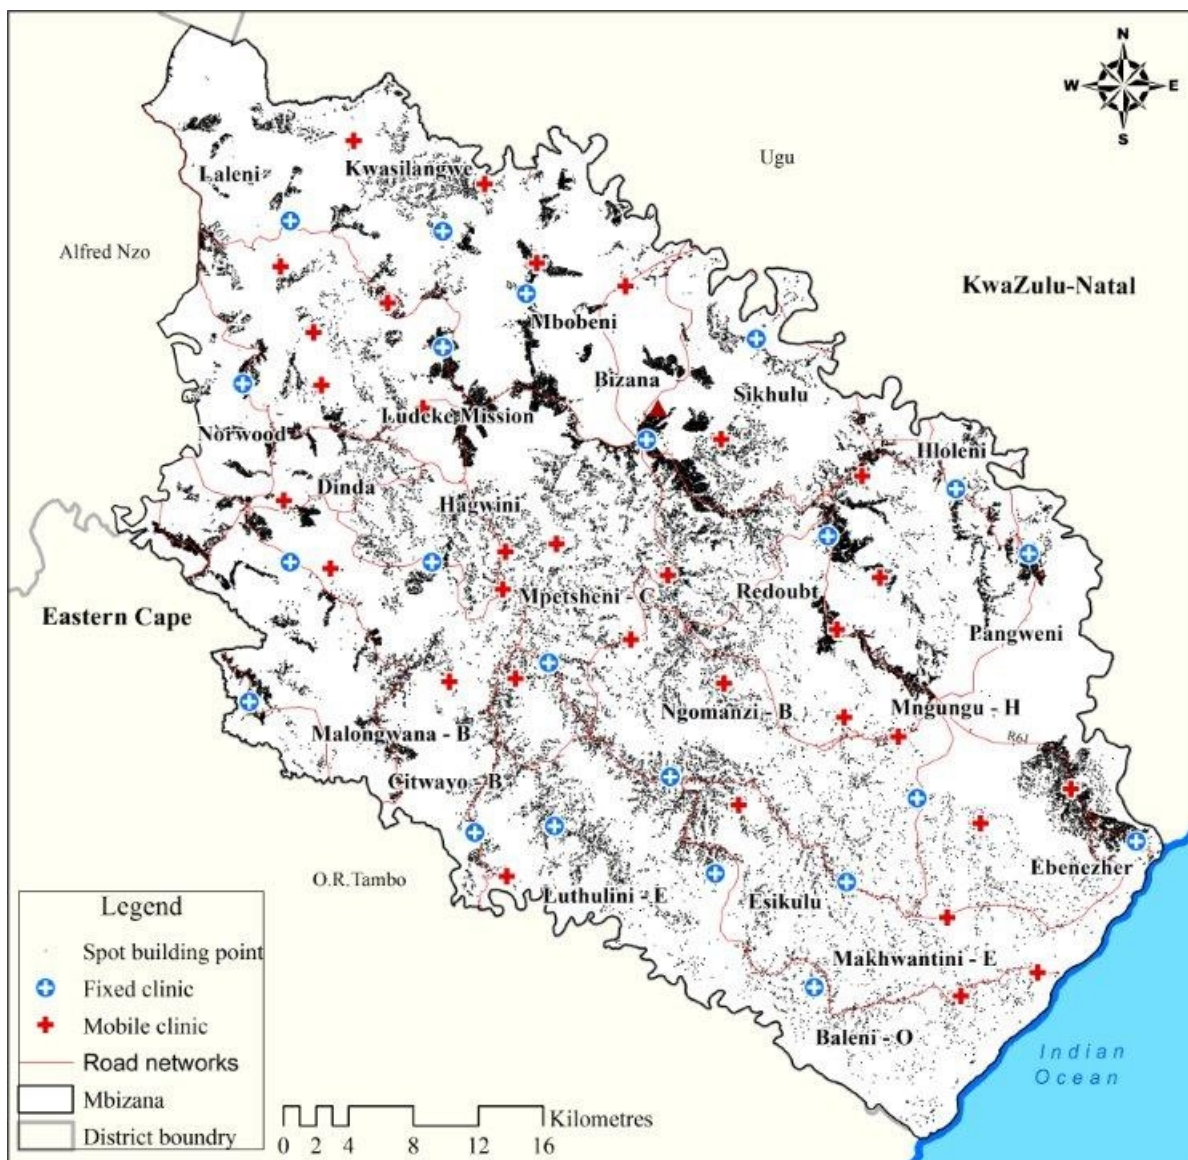 N
W E
S
Ugu
Laleni
Kwasilangwe
R61
Alfred Nzo
KwaZulu-Natal
Mbobeni
Bizana
Sikhulu
Ludeke Mission
Norwood
Hloleni
Dinda
Hagwini
Eastern Cape
Mpetsheni - C
Redoubt
Pangweni
Ngomanzi - B
Mngungu - H
Malongwana - B
R61
Citwayo - B
Ebenezher
O.R.Tambo
Luthulini - E
Esikulu
Makhwantini - E
Baleni - O
Indian
Ocean
Legend
Spot building point
Fixed clinic
Mobile clinic
Road networks
Mbizana
District boundry
Kilometres
0 2 4 8 12 16